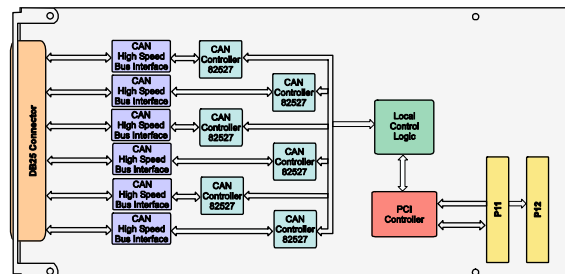 DB25 Connector
CAN
High Speed
Bus Interface
CAN
Controller
82527
CAN
High Speed
Bus Interface
CAN
Controller
82527
CAN
High Speed
Bus Interface
CAN
Controller
82527
CAN
High Speed
Bus Interface
CAN
Controller
82527
CAN
High Speed
Bus Interface
CAN
Controller
82527
CAN
High Speed
Bus Interface
CAN
Controller
82527
Local
Control
Logic
PCI
Controller
P11
P12